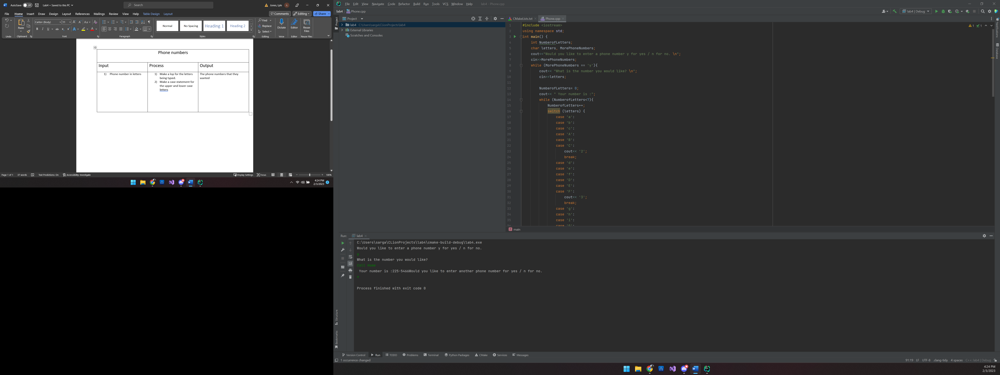 AutoSave Off Lab4 • Saved to this PC Search Jones, Lyle JL
File Home Insert Draw Design Layout References Mailings Review View Help Table Design Layout Comments Editing Share
Paste Calibri (Body) 11 Normal No Spacing Heading 1 Heading 2 Find Replace Select Dictate Editor Reuse Files
Undo Clipboard Font Paragraph Styles Editing Voice Editor Reuse Files
Phone numbers
Input Process Output
1) Phone number in letters
1) Make a lop for the letters
being typed.
2) Make a case statement for
the upper and lower case
letters
The phone numbers that they
wanted
Page 1 of 1 37 words Text Predictions: On Accessibility: Investigate Display Settings Focus 100%
4:24 PM
2/3/2023
2
File Edit View Navigate Code Refactor Build Run Tools VCS Window Help lab4 - Phone.cpp
lab4 Phone.cpp lab4 | Debug
Project CMakeLists.txt Phone.cpp
Project
lab4 C:\Users\sarga\CLionProjects\lab4
External Libraries
Scratches and Consoles
Notifications
Database
1 1
1 #include <iostream>
2 using namespace std;
3 int main() {
4 int NumberofLetters;
5 char letters, MorePhoneNumbers;
6 cout<<"Would you like to enter a phone number y for yes / n for no. \n";
7 cin>>MorePhoneNumbers;
8 while (MorePhoneNumbers == 'y'){
9 cout<< "What is the number you would like? \n";
10 cin>>letters;
11
12 NumberofLetters= 0;
13 cout<< " Your number is :";
14 while (NumberofLetters<7){
15 NumberofLetters++;
16 switch (letters) {
17 case 'a':
18 case 'b':
19 case 'c':
20 case 'A':
21 case 'B':
22 case 'C':
23 cout<< '2';
24 break;
25 case 'd':
26 case 'e':
27 case 'f':
28 case 'D':
29 case 'E':
30 case 'F':
31 cout<< '3';
32 break;
33 case 'g':
34 case 'h':
35 case 'i':
36 case 'G':
main
Run: lab4
C:\Users\sarga\CLionProjects\lab4\cmake-build-debug\lab4.exe
Would you like to enter a phone number y for yes / n for no.
y
What is the number you would like?
Call Home
Your number is :225-5466Would you like to enter another phone number for yes / n for no.
n
Process finished with exit code 0
Structure
Bookmarks
Version Control Run TODO Problems Terminal Python Packages CMake Services Messages
1 occurrence changed 91:19 LF UTF-8 .clang-tidy 4 spaces C++: lab4 | Debug
4:24 PM
2/3/2023